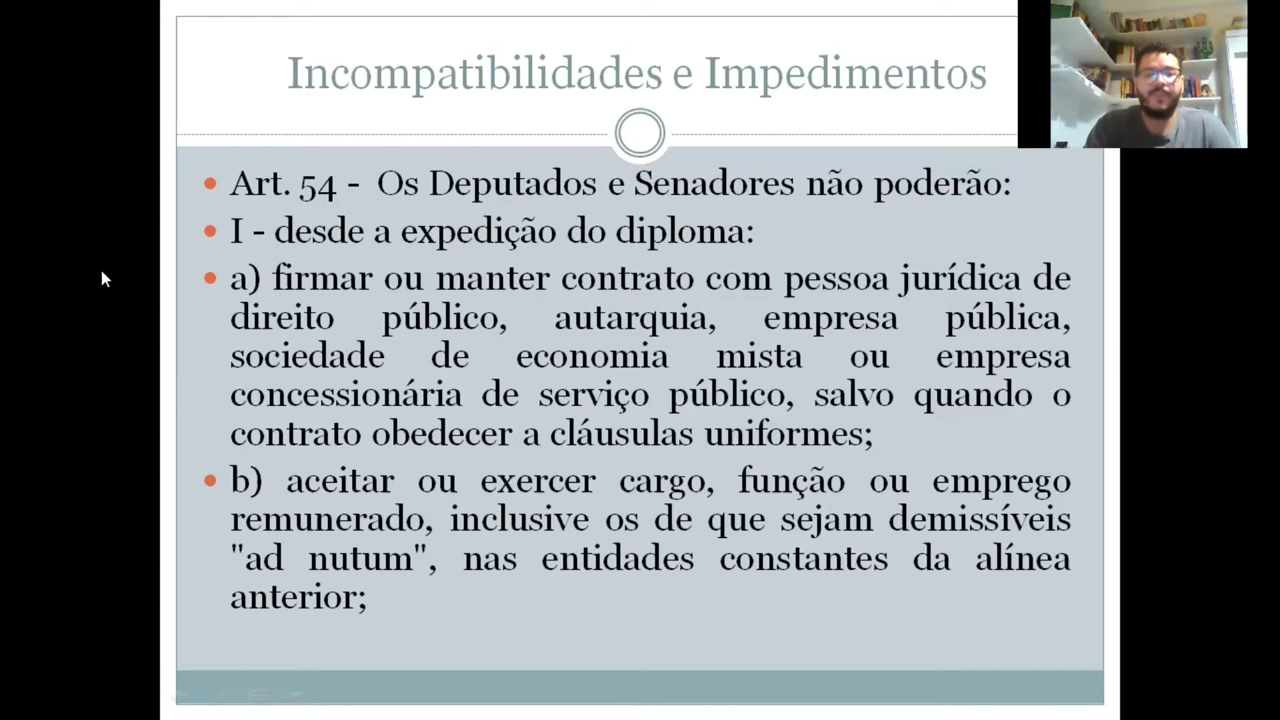 Incompatibilidades e Impedimentos
Art. 54 - Os Deputados e Senadores não poderão:
I - desde a expedição do diploma:
a) firmar ou manter contrato com pessoa jurídica de
direito público, autarquia, empresa pública,
sociedade de economia mista ou empresa
concessionária de serviço público, salvo quando o
contrato obedecer a cláusulas uniformes;
b) aceitar ou exercer cargo, função ou emprego
remunerado, inclusive os de que sejam demissíveis
"ad nutum", nas entidades constantes da alínea
anterior;